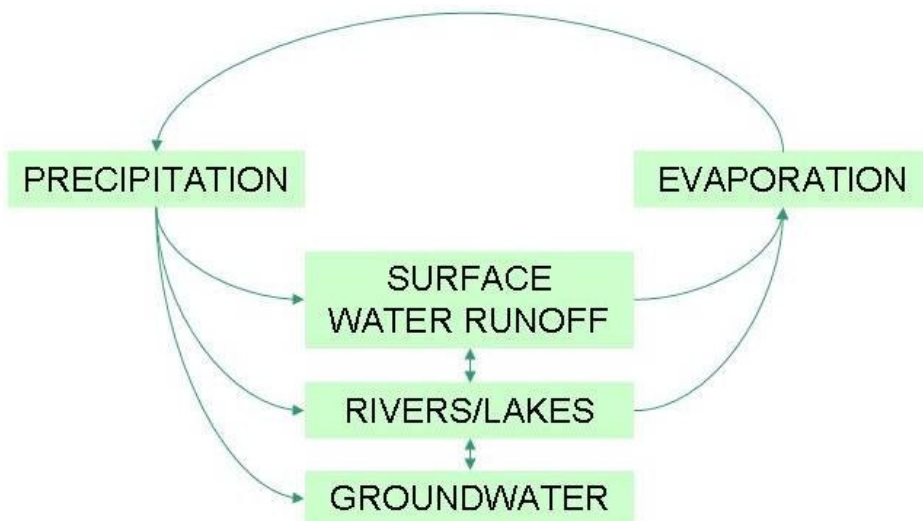 PRECIPITATION
EVAPORATION
SURFACE
WATER RUNOFF
RIVERS/LAKES
GROUNDWATER